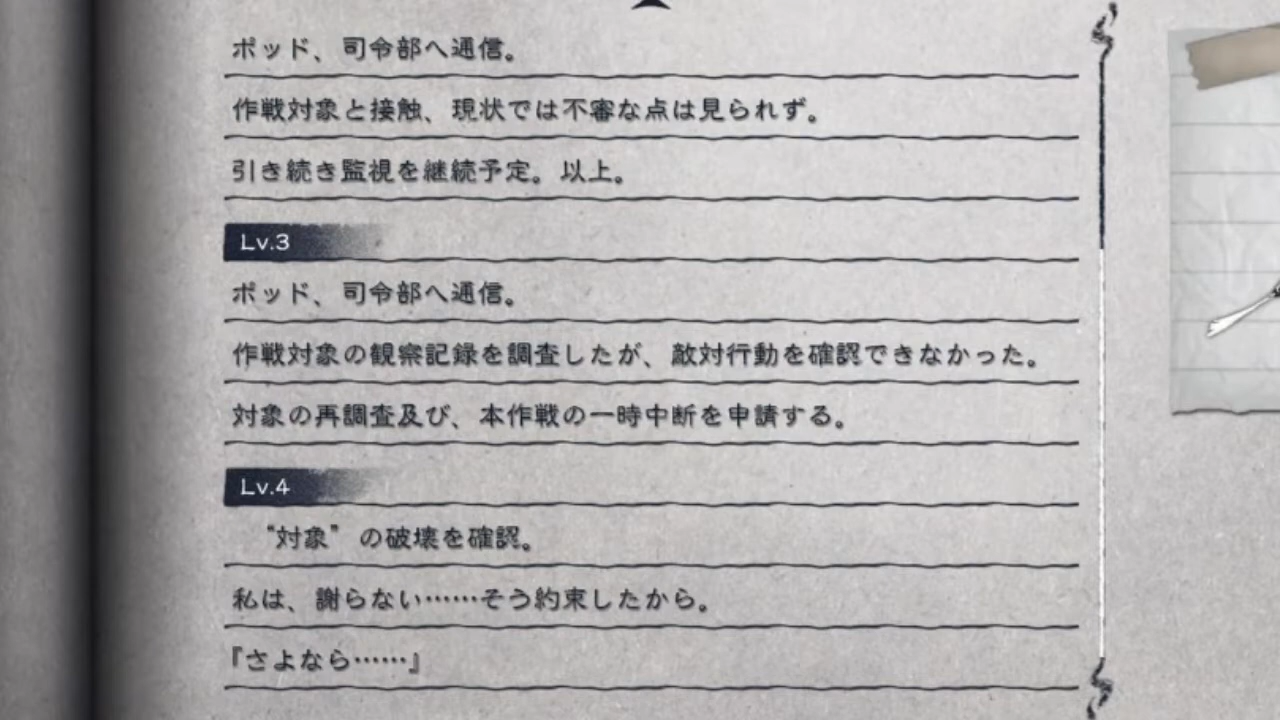 ポッド、司令部へ通信。
作戦対象と接触、現状では不審な点は見られず。
引き続き監視を継続予定。以上。
Lv.3
ポッド、司令部へ通信。
作戦対象の観察記録を調査したが、敵対行動を確認できなかった。
対象の再調査及び、本作戦の一時中断を申請する。
Lv.4
“対象”の破壊を確認。
私は、謝らない……そう約束したから。
『さよなら……』